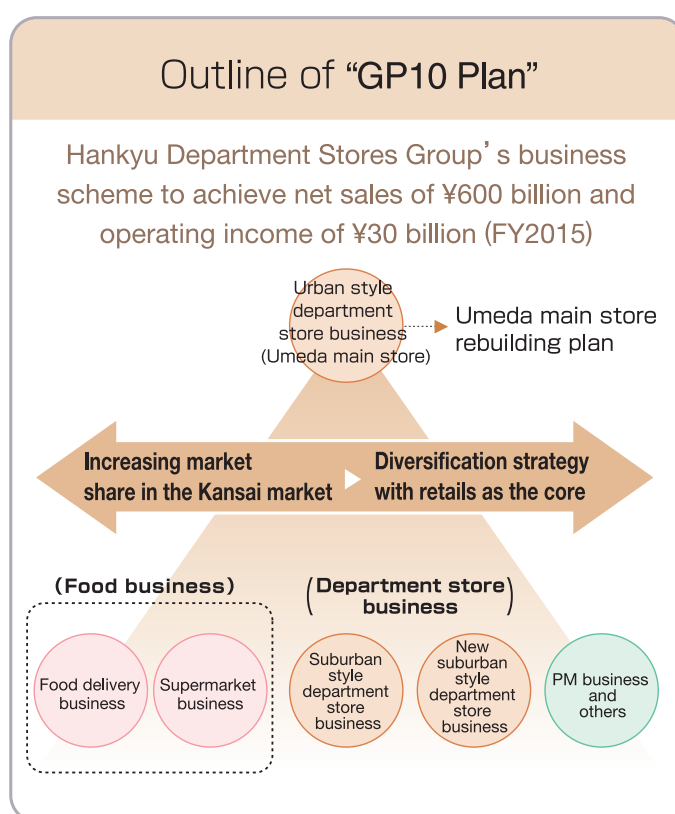 Outline of “GP10 Plan”
Hankyu Department Stores Group’s business
scheme to achieve net sales of ¥600 billion and
operating income of ¥30 billion (FY2015)
Urban style
department
store business
(Umeda main store)
Umeda main store
rebuilding plan
Increasing market
share in the Kansai market
Diversification strategy
with retails as the core
(Food business)
(Department store
business)
Food delivery
business
Supermarket
business
Suburban
style
department
store
business
New
suburban
style
department
store
business
PM business
and
others